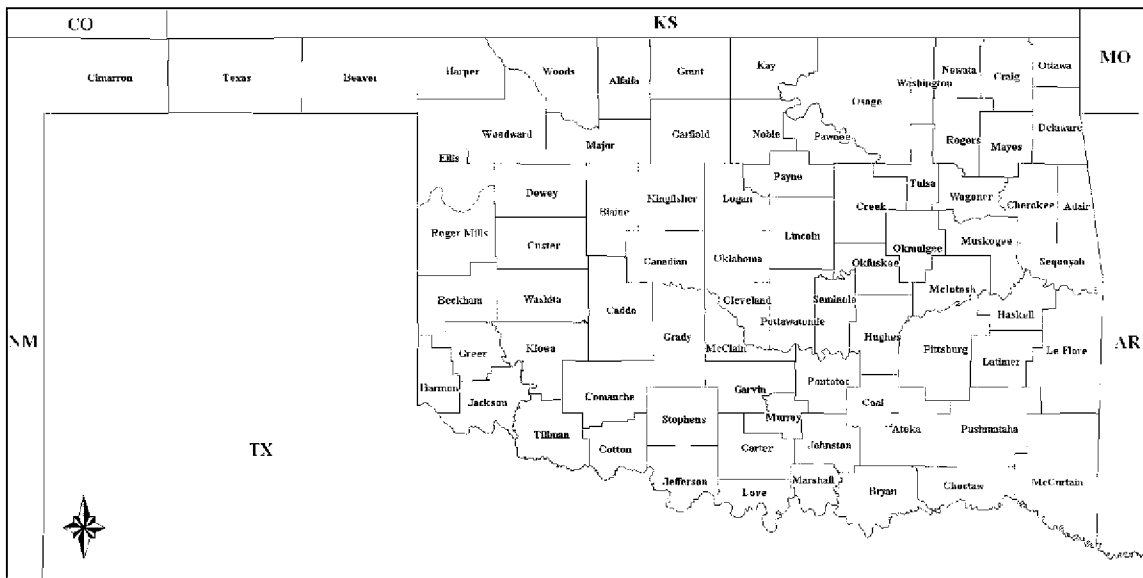 CO
KS
MO
Cimarron
Texas
Beaver
Harper
Woods
Alfalfa
Grant
Kay
Osage
Washington
Nowata
Craig
Ottawa
Woodward
Major
Garfield
Noble
Pawnee
Rogers
Mayes
Delaware
Ellis
Dewey
Blaine
Kingfisher
Logan
Payne
Creek
Tulsa
Wagoner
Cherokee
Adair
Roger Mills
Custer
Canadian
Oklahoma
Lincoln
Okfuskee
Okmulgee
Muskogee
Sequoyah
Beckham
Washita
Caddo
Grady
Cleveland
Pottawatomie
Seminole
McIntosh
Haskell
NM
Greer
Kiowa
McClain
Hughes
Pittsburg
Latimer
Le Flore
AR
Harmon
Jackson
Comanche
Garvin
Pontotoc
Coal
Tillman
Stephens
Murray
Atoka
Pushmataha
TX
Cotton
Carter
Johnston
Jefferson
Love
Marshall
Bryan
Choctaw
McCurtain